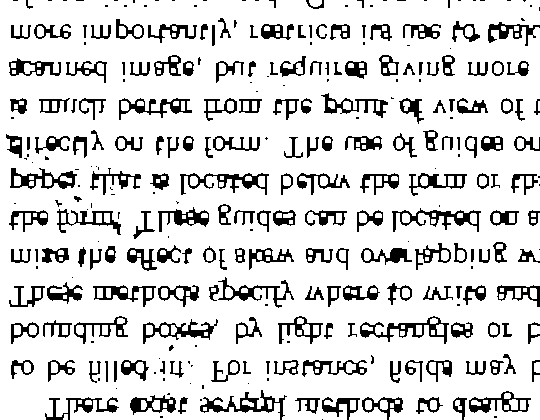 There exist several methods to design
to be filled in. For instance, fields may b
bounding boxes, by light rectangles or b
These methods specify where to write and
mize the effect of skew and overlapping wi
the form. These guides can be located on a
paper that is located below the form or th
directly on the form. The use of guides on
is much better from the point of view of t
scanned image, but requires giving more
more importantly, restricts its use to task